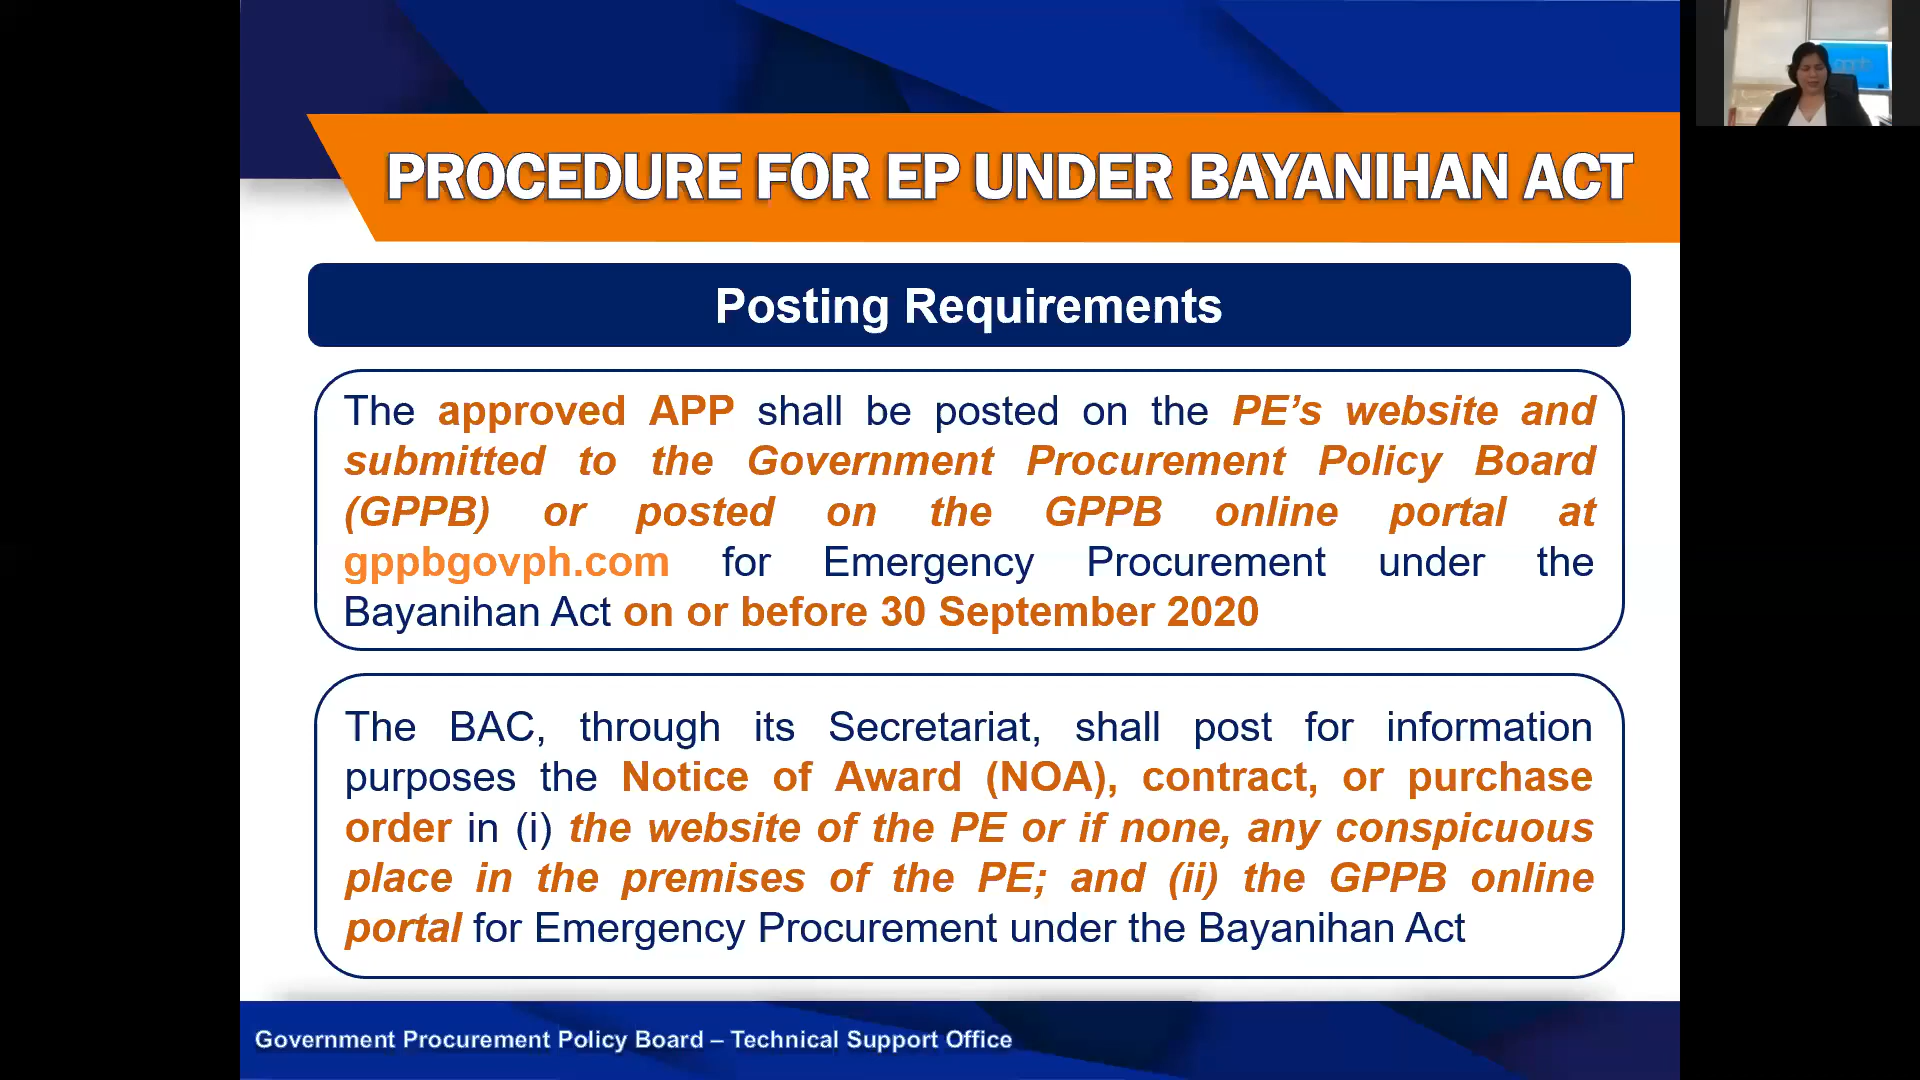 PROCEDURE FOR EP UNDER BAYANIHAN ACT
Posting Requirements
The approved APP shall be posted on the PE’s website and
submitted to the Government Procurement Policy Board
(GPPB) or posted on the GPPB online portal at
gppbgovph.com for Emergency Procurement under the
Bayanihan Act on or before 30 September 2020
The BAC, through its Secretariat, shall post for information
purposes the Notice of Award (NOA), contract, or purchase
order in (i) the website of the PE or if none, any conspicuous
place in the premises of the PE; and (ii) the GPPB online
portal for Emergency Procurement under the Bayanihan Act
Government Procurement Policy Board – Technical Support Office